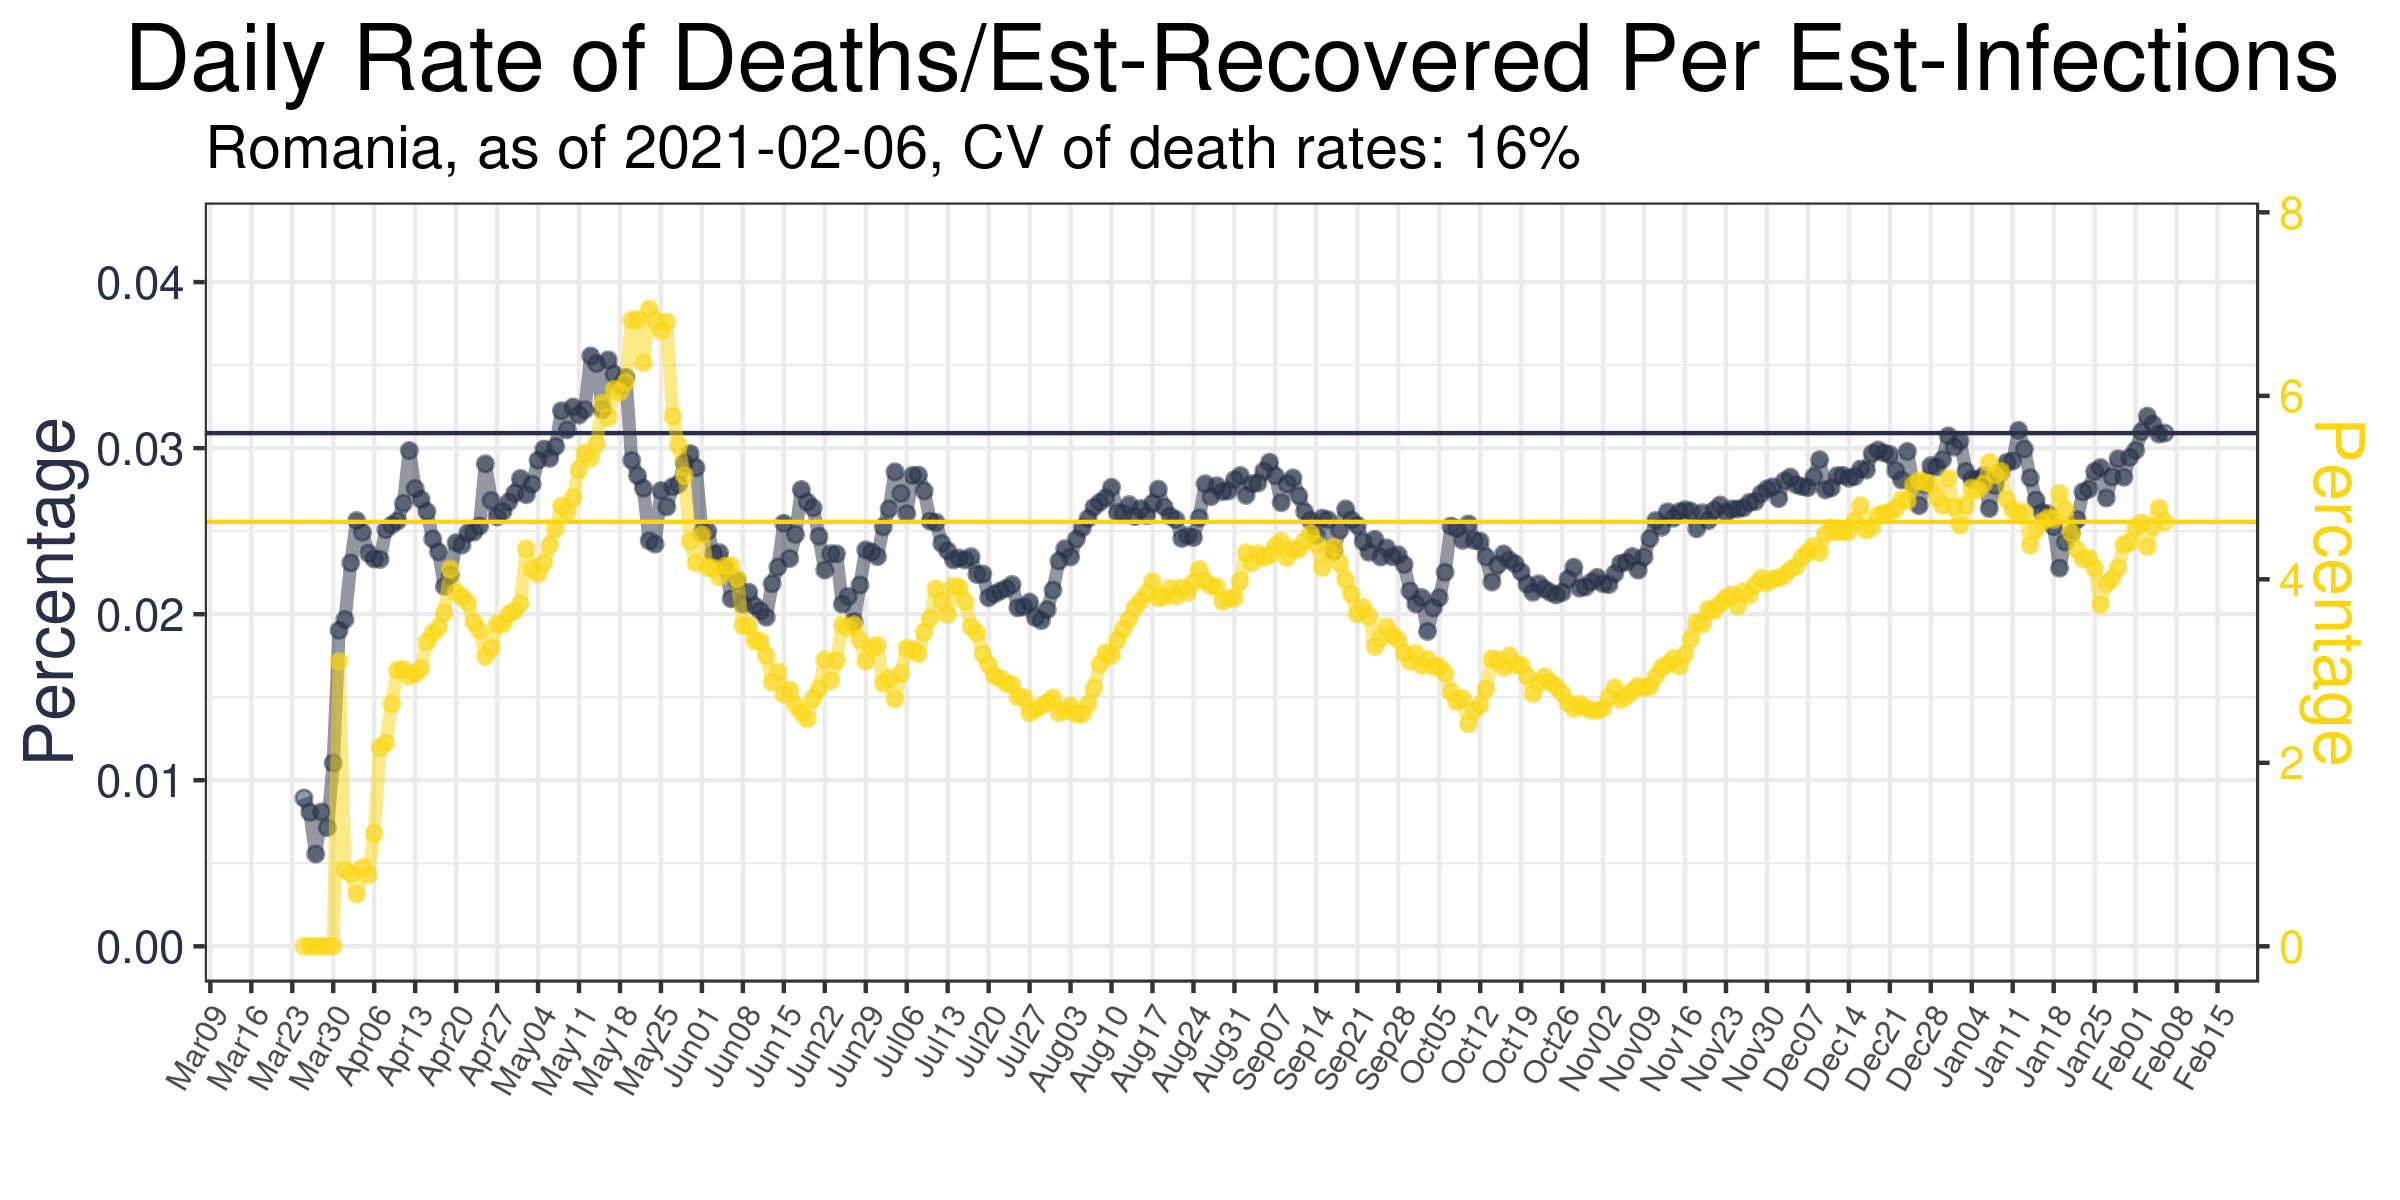 Daily Rate of Deaths/Est-Recovered Per Est-Infections
Romania, as of 2021-02-06, CV of death rates: 16%
Percentage
0.04
0.03
0.02
0.01
0.00
8
6
4
2
0
Percentage
Mar09 Mar16 Mar23 Mar30 Apr06 Apr13 Apr20 Apr27 May04 May11 May18 May25 Jun01 Jun08 Jun15 Jun22 Jun29 Jul06 Jul13 Jul20 Jul27 Aug03 Aug10 Aug17 Aug24 Aug31 Sep07 Sep14 Sep21 Sep28 Oct05 Oct12 Oct19 Oct26 Nov02 Nov09 Nov16 Nov23 Nov30 Dec07 Dec14 Dec21 Dec28 Jan04 Jan11 Jan18 Jan25 Feb01 Feb08 Feb15